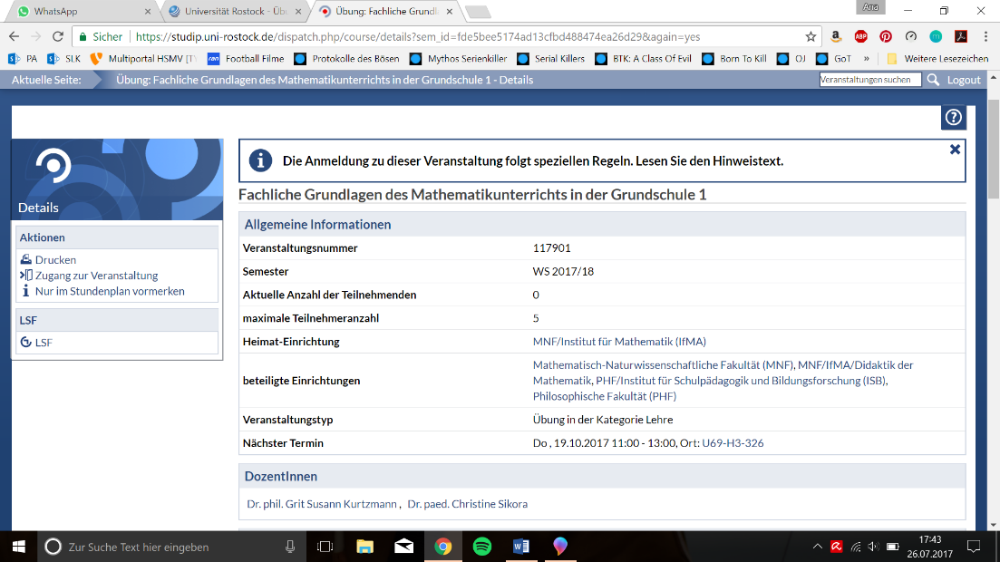 WhatsApp
Universität Rostock - Üb
Übung: Fachliche Grundl
Arra
Sicher
https://studip.uni-rostock.de/dispatch.php/course/details?sem_id=fde5bee5174ad13cfbd488474ea26d29&again=yes
PA SLK Multiportal HSMV [TV Football Filme Protokolle des Bösen Mythos Serienkiller Serial Killers BTK: A Class Of Evil Born To Kill OJ GoT » Weitere Lesezeichen
Aktuelle Seite: Übung: Fachliche Grundlagen des Mathematikunterrichts in der Grundschule 1 - Details
Veranstaltungen suchen Logout
Details
Aktionen
Drucken
Zugang zur Veranstaltung
Nur im Stundenplan vormerken
LSF
LSF
Die Anmeldung zu dieser Veranstaltung folgt speziellen Regeln. Lesen Sie den Hinweistext.
Fachliche Grundlagen des Mathematikunterrichts in der Grundschule 1
Allgemeine Informationen
Veranstaltungsnummer 117901
Semester WS 2017/18
Aktuelle Anzahl der Teilnehmenden 0
maximale Teilnehmeranzahl 5
Heimat-Einrichtung MNF/Institut für Mathematik (IfMA)
beteiligte Einrichtungen
Mathematisch-Naturwissenschaftliche Fakultät (MNF), MNF/IfMA/Didaktik der
Mathematik, PHF/Institut für Schulpädagogik und Bildungsforschung (ISB),
Philosophische Fakultät (PHF)
Veranstaltungstyp Übung in der Kategorie Lehre
Nächster Termin Do , 19.10.2017 11:00 - 13:00, Ort: U69-H3-326
DozentInnen
Dr. phil. Grit Susann Kurtzmann , Dr. paed. Christine Sikora
Zur Suche Text hier eingeben
17:43
26.07.2017